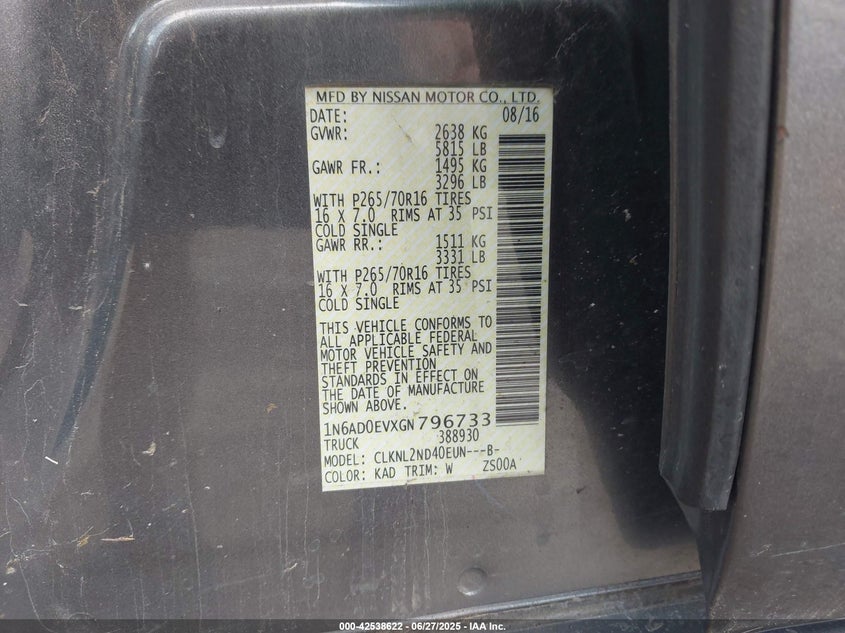 MFD BY NISSAN MOTOR CO., LTD.
DATE: 08/16
GVWR: 2638 KG
5815 LB
GAWR FR.: 1495 KG
3296 LB
WITH P265/70R16 TIRES
16 X 7.0 RIMS AT 35 PSI
COLD SINGLE
GAWR RR.: 1511 KG
3331 LB
WITH P265/70R16 TIRES
16 X 7.0 RIMS AT 35 PSI
COLD SINGLE
THIS VEHICLE CONFORMS TO
ALL APPLICABLE FEDERAL
MOTOR VEHICLE SAFETY AND
THEFT PREVENTION
STANDARDS IN EFFECT ON
THE DATE OF MANUFACTURE
SHOWN ABOVE.
1N6AD0EVXGN796733
TRUCK 388930
MODEL: CLKNL2ND40EUN---B-
COLOR: KAD TRIM: W ZS00A
000-42538622 - 06/27/2025 - IAA Inc.